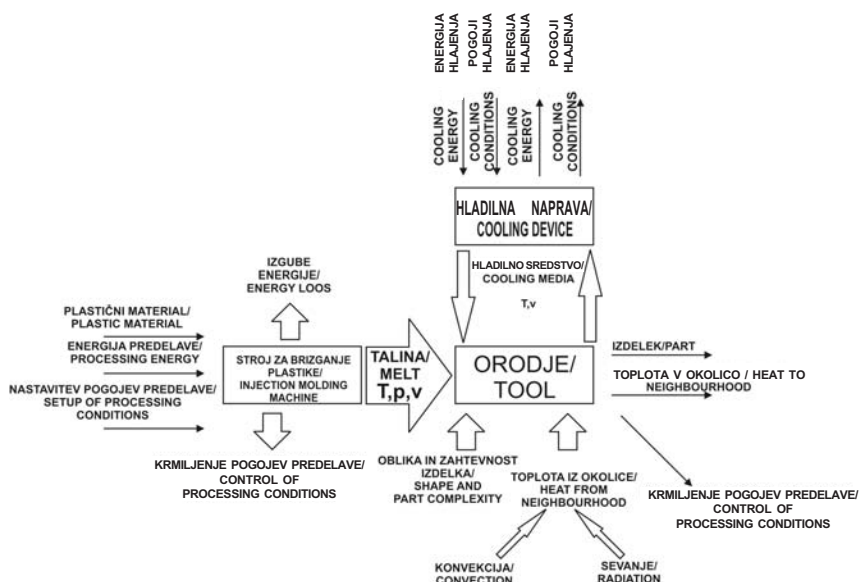 ENERGIJA
HLAJENJA
POGOJI
HLAJENJA
ENERGIJA
HLAJENJA
POGOJI
HLAJENJA
COOLING
ENERGY
COOLING
CONDITIONS
COOLING
ENERGY
COOLING
CONDITIONS
HLADILNA NAPRAVA/
COOLING DEVICE
HLADILNO SREDSTVO/
COOLING MEDIA
T,v
IZGUBE
ENERGIJE/
ENERGY LOOS
PLASTIČNI MATERIAL/
PLASTIC MATERIAL
ENERGIJA PREDELAVE/
PROCESSING ENERGY
NASTAVITEV POGOJEV PREDELAVE/
SETUP OF PROCESSING
CONDITIONS
STROJ ZA BRIZGANJE
PLASTIKE/
INJECTION MOLDING
MACHINE
TALINA/
MELT
T,p,v
ORODJE/
TOOL
IZDELEK/PART
TOPLOTA V OKOLICO / HEAT TO
NEIGHBOURHOOD
KRMILJENJE POGOJEV PREDELAVE/
CONTROL OF
PROCESSING CONDITIONS
OBLIKA IN ZAHTEVNOST
IZDELKA/
SHAPE AND
PART COMPLEXITY
TOPLOTA IZ OKOLICE/
HEAT FROM
NEIGHBOURHOOD
KRMILJENJE POGOJEV PREDELAVE/
CONTROL OF
PROCESSING CONDITIONS
KONVEKCIJA/
CONVECTION
SEVANJE/
RADIATION